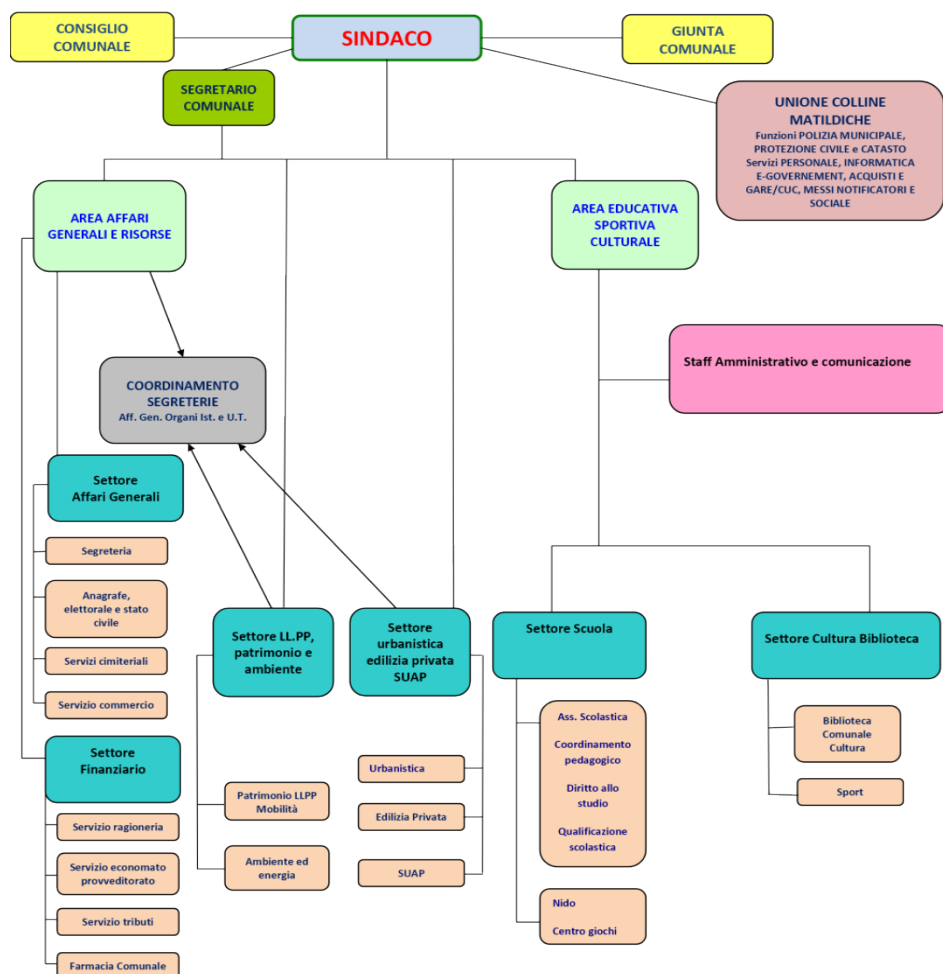 CONSIGLIO
COMUNALE
SINDACO
GIUNTA
COMUNALE
SEGRETARIO
COMUNALE
UNIONE COLLINE
MATILDICHE
Funzioni POLIZIA MUNICIPALE,
PROTEZIONE CIVILE e CATASTO
Servizi PERSONALE, INFORMATICA
E-GOVERNEMENT, ACQUISTI E
GARE/CUC, MESSI NOTIFICATORI E
SOCIALE
AREA AFFARI
GENERALI E RISORSE
AREA EDUCATIVA
SPORTIVA
CULTURALE
Staff Amministrativo e comunicazione
COORDINAMENTO
SEGRETERIE
Aff. Gen. Organi Ist. e U.T.
Settore
Affari Generali
Segreteria
Anagrafe,
elettorale e stato
civile
Servizi cimiteriali
Servizio commercio
Settore
Finanziario
Servizio ragioneria
Servizio economato
provveditorato
Servizio tributi
Farmacia Comunale
Settore LL.PP,
patrimonio e
ambiente
Patrimonio LLPP
Mobilità
Ambiente ed
energia
Settore
urbanistica
edilizia privata
SUAP
Urbanistica
Edilizia Privata
SUAP
Settore Scuola
Ass. Scolastica
Coordinamento
pedagogico
Diritto allo
studio
Qualificazione
scolastica
Nido
Centro giochi
Settore Cultura Biblioteca
Biblioteca
Comunale
Cultura
Sport